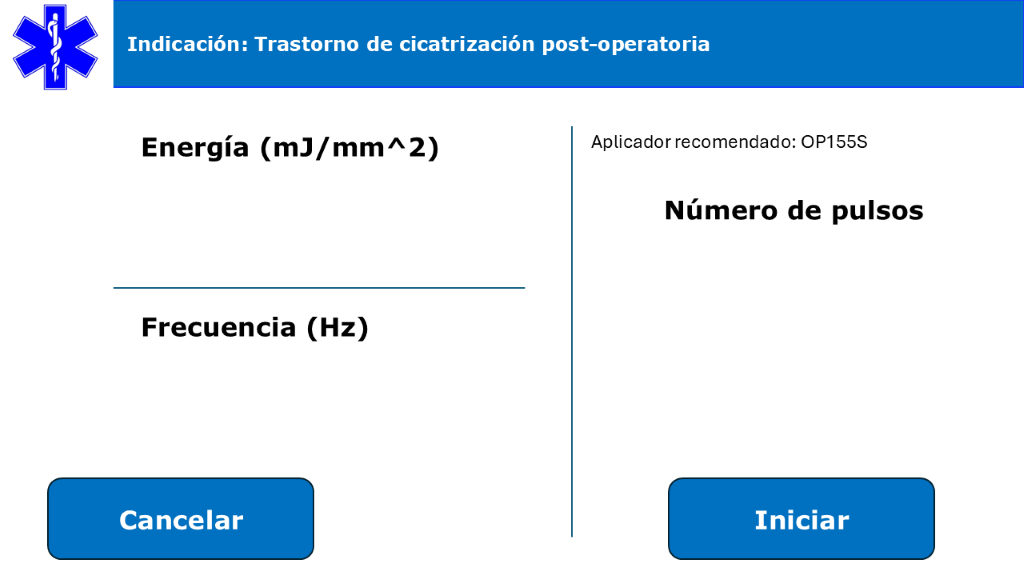 Indicación: Trastorno de cicatrización post-operatoria
Energía (mJ/mm^2)
Aplicador recomendado: OP155S
Número de pulsos
Frecuencia (Hz)
Cancelar
Iniciar